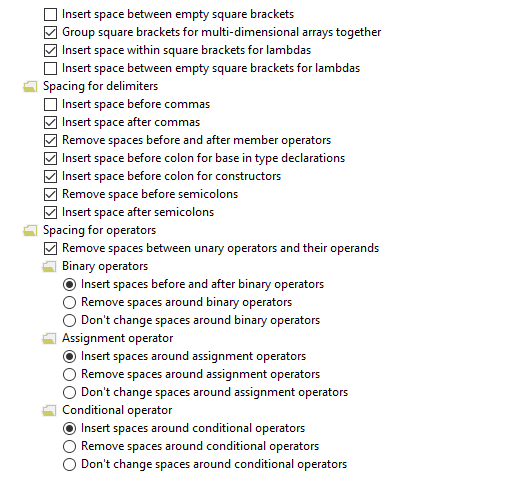 Insert space between empty square brackets
Group square brackets for multi-dimensional arrays together
Insert space within square brackets for lambdas
Insert space between empty square brackets for lambdas
Spacing for delimiters
Insert space before commas
Insert space after commas
Remove spaces before and after member operators
Insert space before colon for base in type declarations
Insert space before colon for constructors
Remove space before semicolons
Insert space after semicolons
Spacing for operators
Remove spaces between unary operators and their operands
Binary operators
Insert spaces before and after binary operators
Remove spaces around binary operators
Don't change spaces around binary operators
Assignment operator
Insert spaces around assignment operators
Remove spaces around assignment operators
Don't change spaces around assignment operators
Conditional operator
Insert spaces around conditional operators
Remove spaces around conditional operators
Don't change spaces around conditional operators